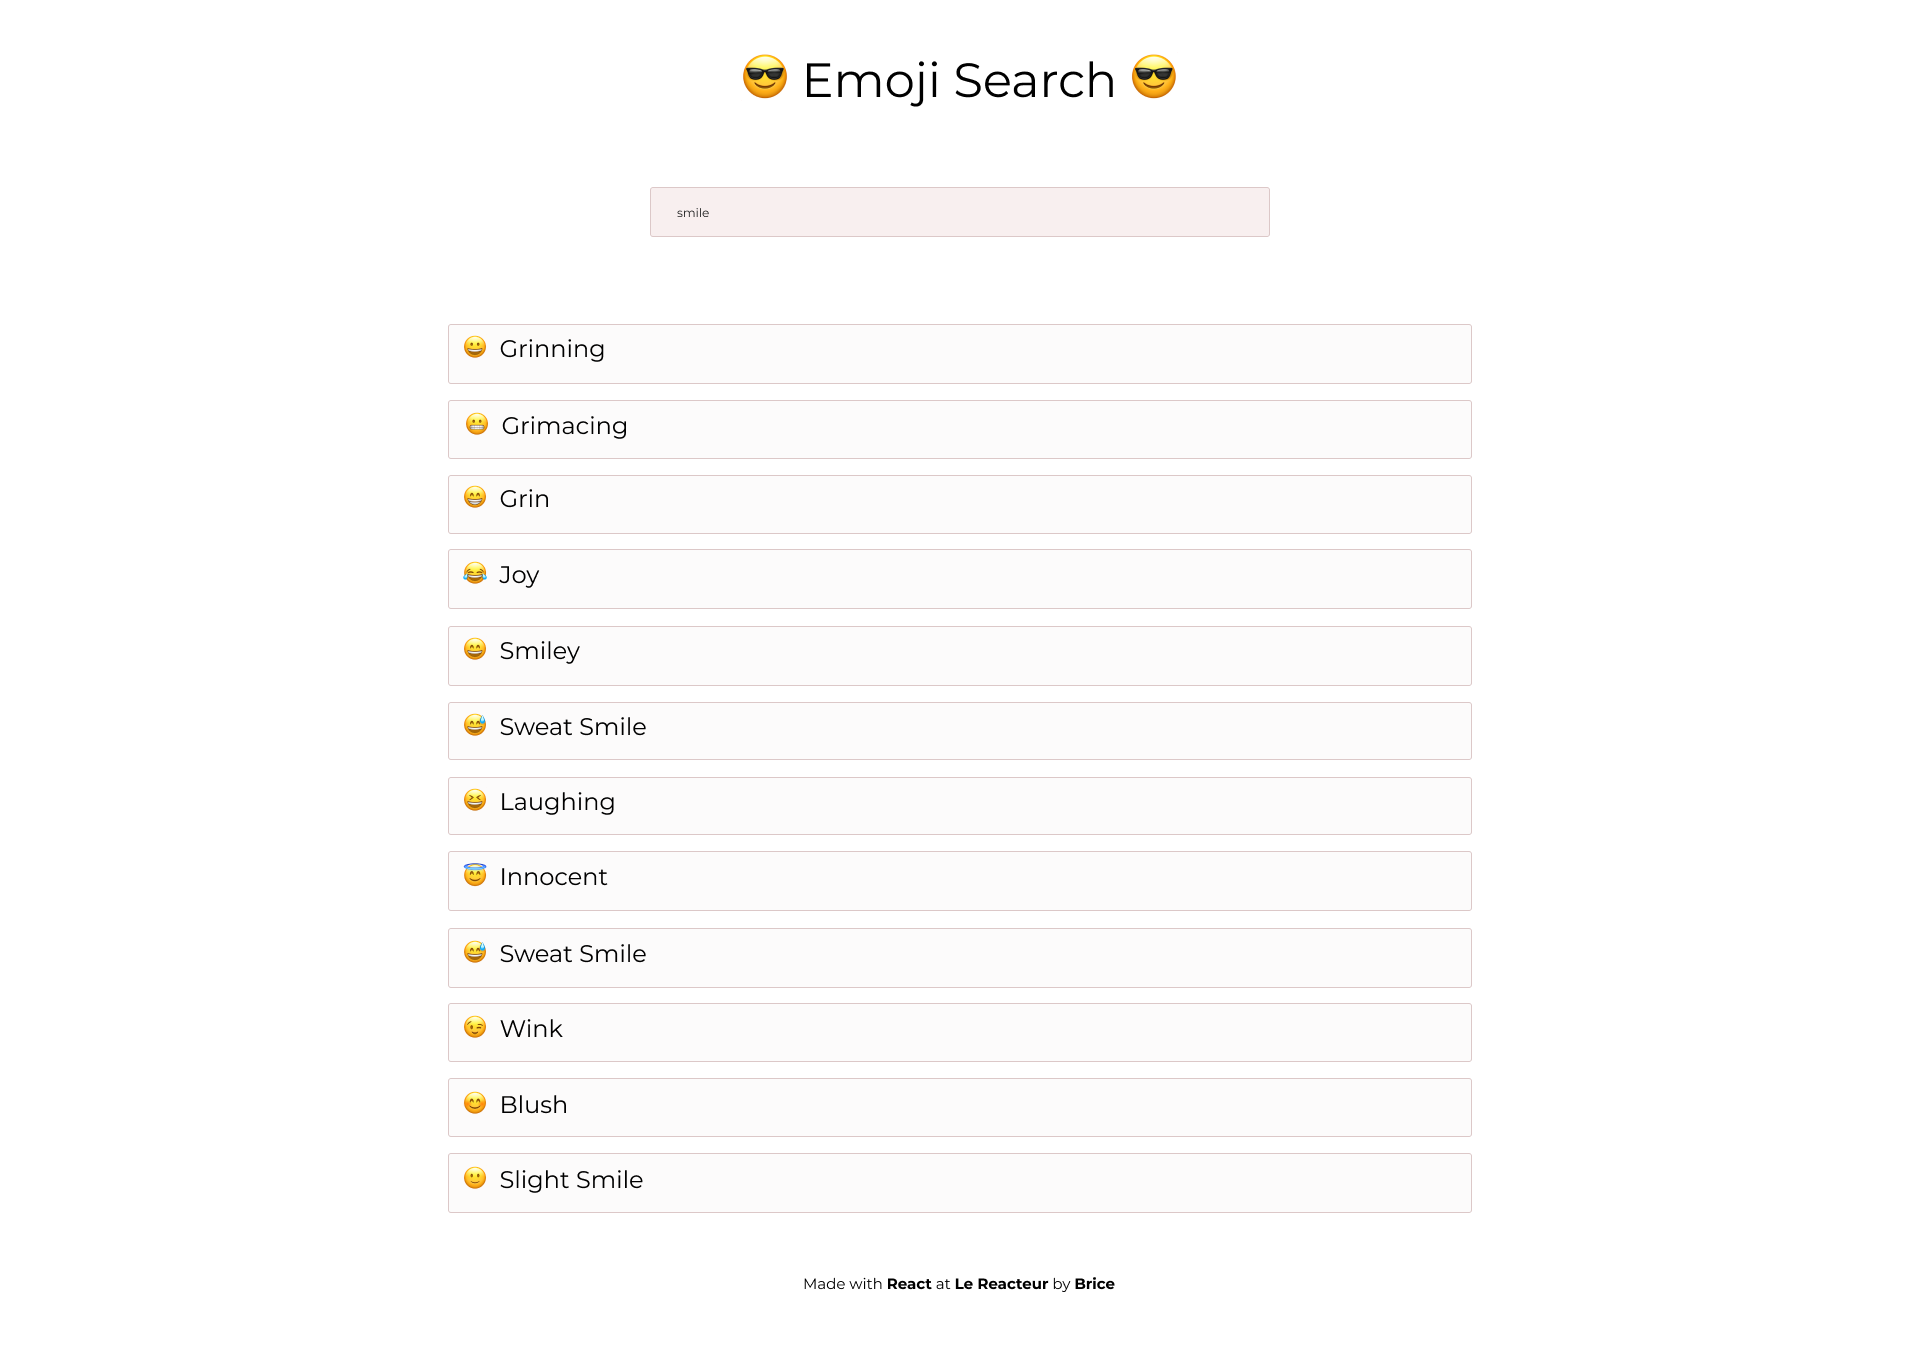 😎 Emoji Search 😎
smile
😀 Grinning
😬 Grimacing
😁 Grin
😂 Joy
😄 Smiley
😅 Sweat Smile
😆 Laughing
😇 Innocent
😅 Sweat Smile
😉 Wink
😊 Blush
🙂 Slight Smile
Made with React at Le Reacteur by Brice